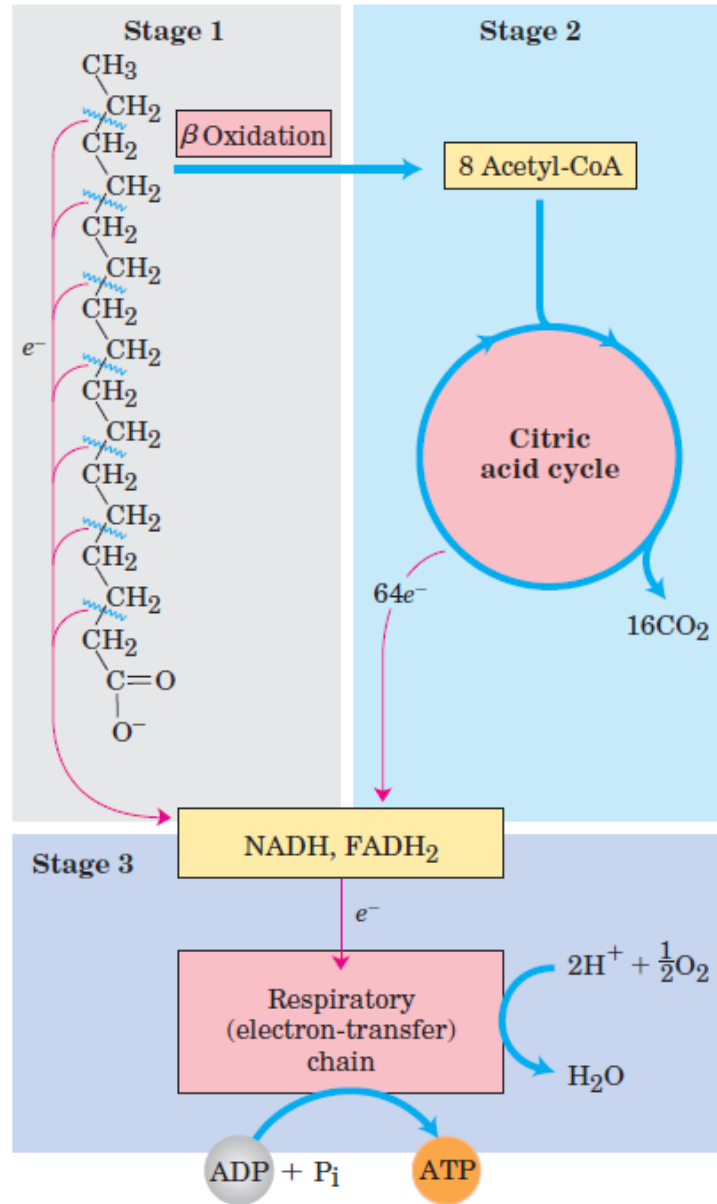 Stage 1
CH3
CH2
CH2
CH2
CH2
CH2
CH2
CH2
CH2
CH2
CH2
CH2
CH2
CH2
CH2
C=O
O⁻
e⁻
β Oxidation
Stage 2
8 Acetyl-CoA
Citric
acid cycle
64e⁻
16CO₂
NADH, FADH₂
Stage 3
e⁻
Respiratory
(electron-transfer)
chain
2H⁺ + ½O₂
H₂O
ADP + Pi
ATP